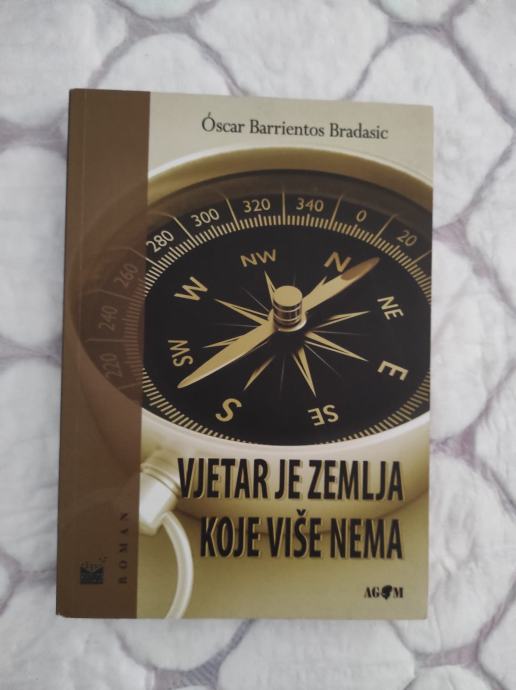 Óscar Barrientos Bradasic
220
240
260
280
300
320
340
0
20
N
NE
E
SE
S
SW
W
NW
VJETAR JE ZEMLJA
KOJE VIŠE NEMA
ROMAN
AGM